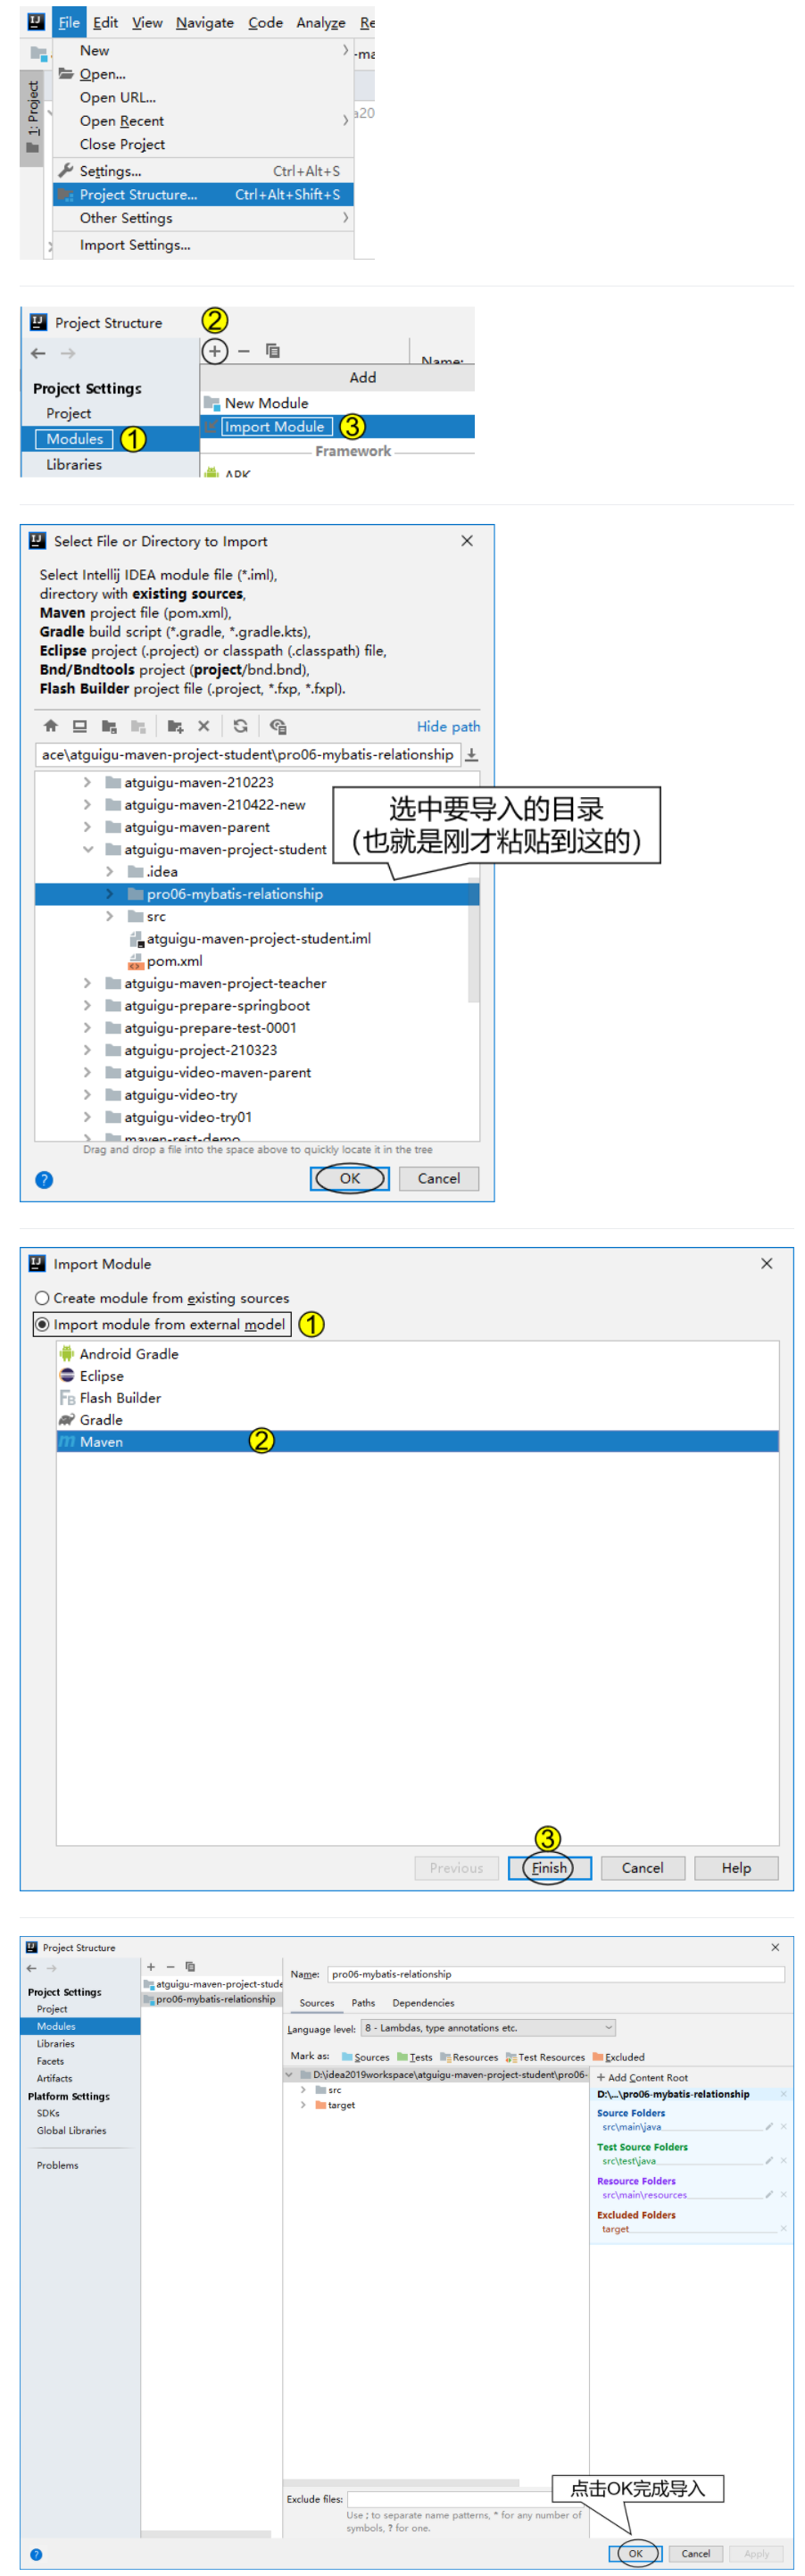 File Edit View Navigate Code Analyze Re
New
-ma
Open...
Open URL...
a20
Open Recent
Close Project
1: Project
Settings... Ctrl+Alt+S
Project Structure... Ctrl+Alt+Shift+S
Other Settings
Import Settings...
Project Structure
②
Name:
Add
Project Settings
New Module
Project
Import Module ③
Modules ①
Framework
Libraries
APK
Select File or Directory to Import
Select Intellij IDEA module file (*.iml),
directory with existing sources,
Maven project file (pom.xml),
Gradle build script (*.gradle, *.gradle.kts),
Eclipse project (.project) or classpath (.classpath) file,
Bnd/Bndtools project (project/bnd.bnd),
Flash Builder project file (.project, *.fxp, *.fxpl).
Hide path
ace\atguigu-maven-project-student\pro06-mybatis-relationship
atguigu-maven-210223
atguigu-maven-210422-new
atguigu-maven-parent
atguigu-maven-project-student
选中要导入的目录
（也就是刚才粘贴到这的）
.idea
pro06-mybatis-relationship
src
atguigu-maven-project-student.iml
pom.xml
atguigu-maven-project-teacher
atguigu-prepare-springboot
atguigu-prepare-test-0001
atguigu-project-210323
atguigu-video-maven-parent
atguigu-video-try
atguigu-video-try01
maven-rest-demo
Drag and drop a file into the space above to quickly locate it in the tree
? OK Cancel
Import Module
Create module from existing sources
Import module from external model ①
Android Gradle
Eclipse
Flash Builder
Gradle
Maven ②
③
Previous Finish Cancel Help
Project Structure
Name: pro06-mybatis-relationship
atguigu-maven-project-stude
pro06-mybatis-relationship
Project Settings
Project
Modules
Libraries
Facets
Artifacts
Platform Settings
SDKs
Global Libraries
Problems
Sources Paths Dependencies
Language level: 8 - Lambdas, type annotations etc.
Mark as: Sources Tests Resources Test Resources Excluded
D:\idea2019workspace\atguigu-maven-project-student\pro06-
src
target
+ Add Content Root
D:\...\pro06-mybatis-relationship
Source Folders
src\main\java
Test Source Folders
src\test\java
Resource Folders
src\main\resources
Excluded Folders
target
点击OK完成导入
Exclude files:
Use ; to separate name patterns, * for any number of
symbols, ? for one.
? OK Cancel Apply